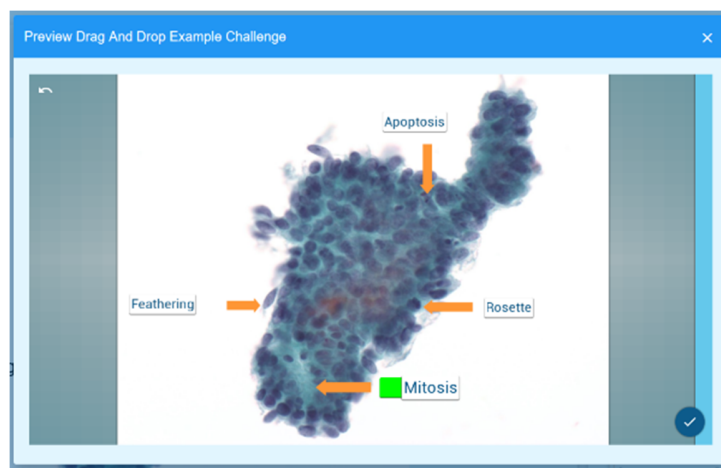 Preview Drag And Drop Example Challenge
Apoptosis
Feathering
Rosette
Mitosis